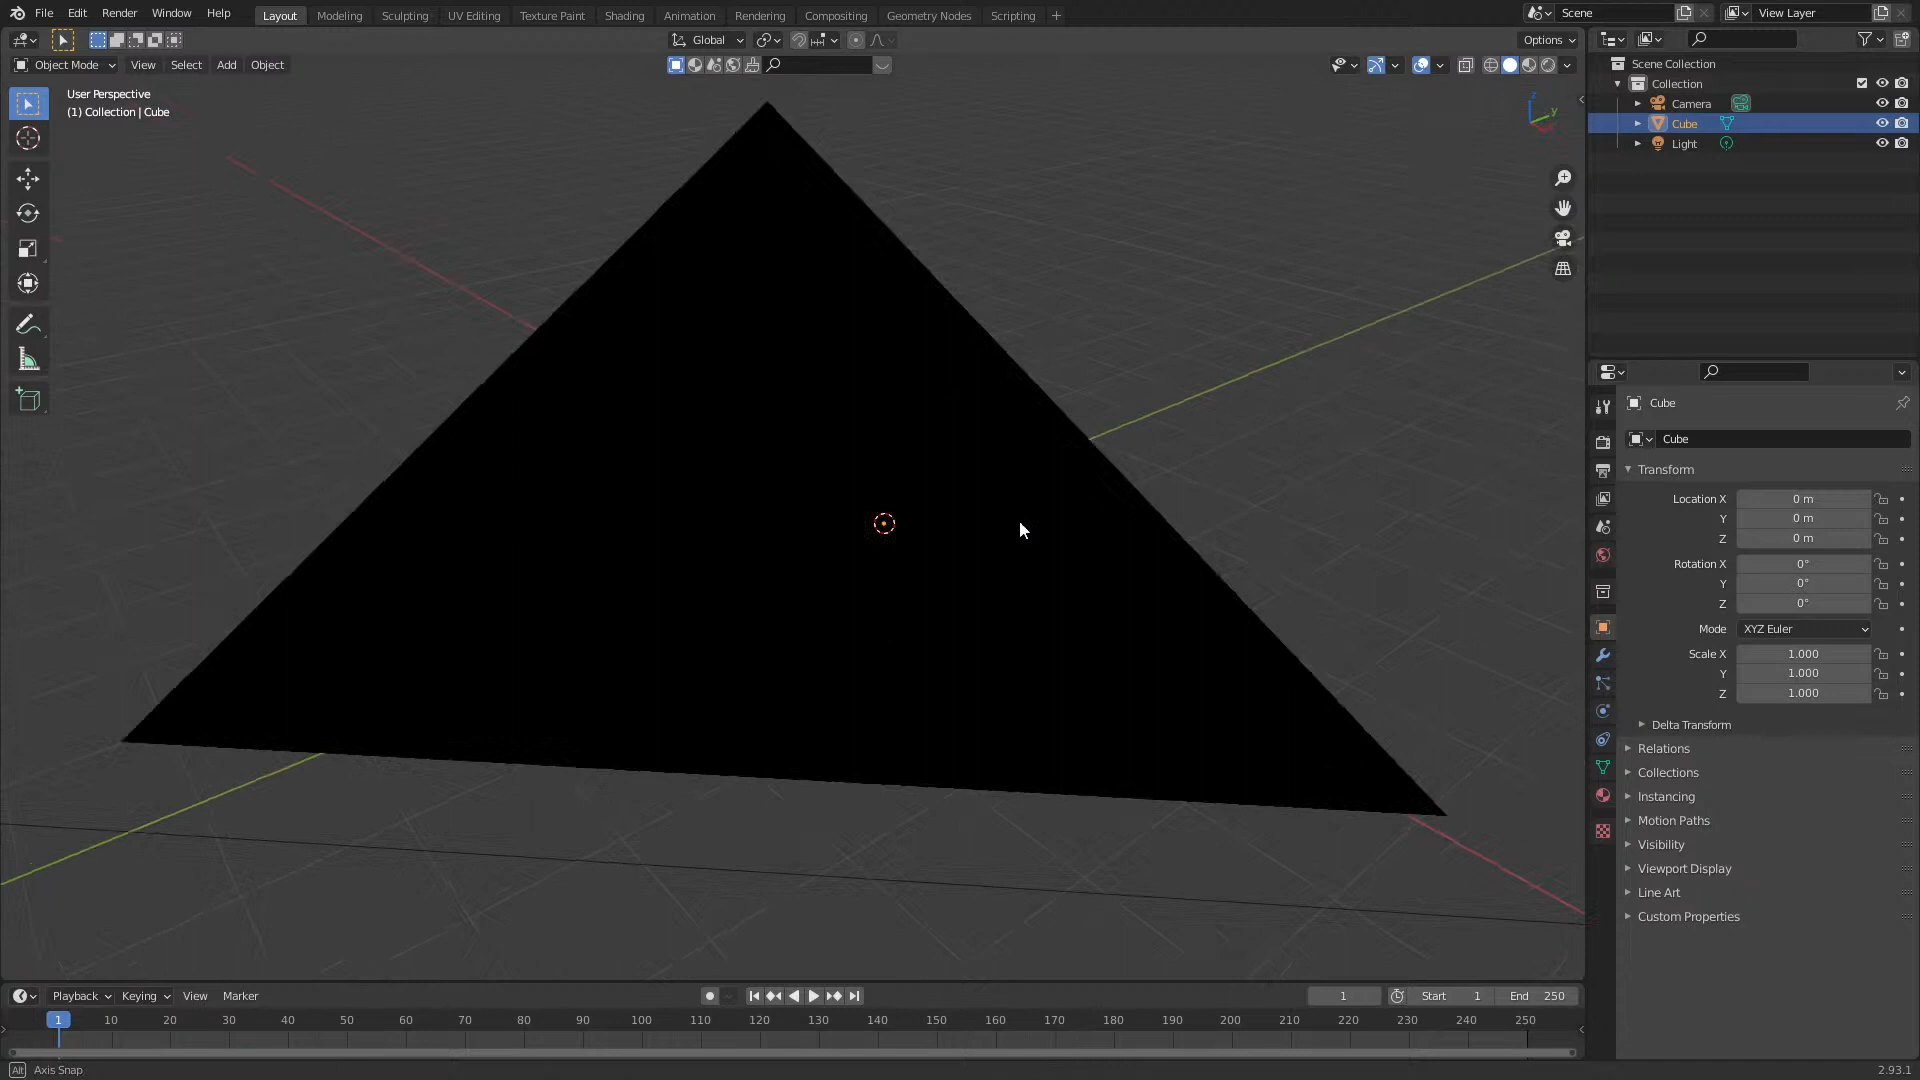 File Edit Render Window Help Layout Modeling Sculpting UV Editing Texture Paint Shading Animation Rendering Compositing Geometry Nodes Scripting + Scene View Layer
Global Options
Object Mode View Select Add Object
User Perspective
(1) Collection | Cube
z
y
Scene Collection
Collection
Camera
Cube
Light
Cube
Cube
Transform
Location X 0 m
Y 0 m
Z 0 m
Rotation X 0°
Y 0°
Z 0°
Mode XYZ Euler
Scale X 1.000
Y 1.000
Z 1.000
Delta Transform
Relations
Collections
Instancing
Motion Paths
Visibility
Viewport Display
Line Art
Custom Properties
Playback Keying View Marker 1 Start 1 End 250
1 10 20 30 40 50 60 70 80 90 100 110 120 130 140 150 160 170 180 190 200 210 220 230 240 250
Alt Axis Snap 2.93.1